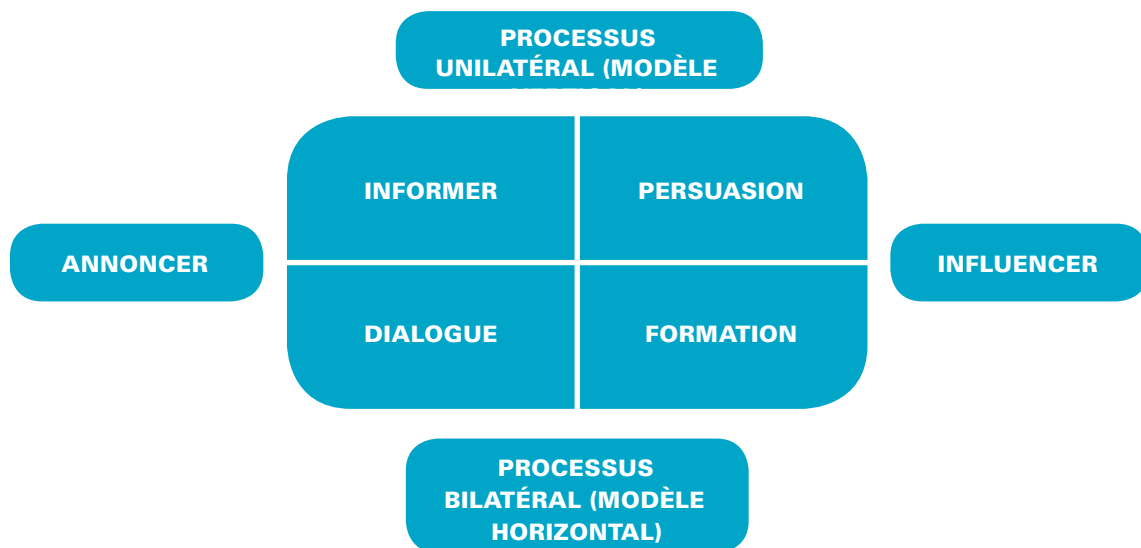 PROCESSUS
UNILATÉRAL (MODÈLE
INFORMER
PERSUASION
ANNONCER
INFLUENCER
DIALOGUE
FORMATION
PROCESSUS
BILATÉRAL (MODÈLE
HORIZONTAL)